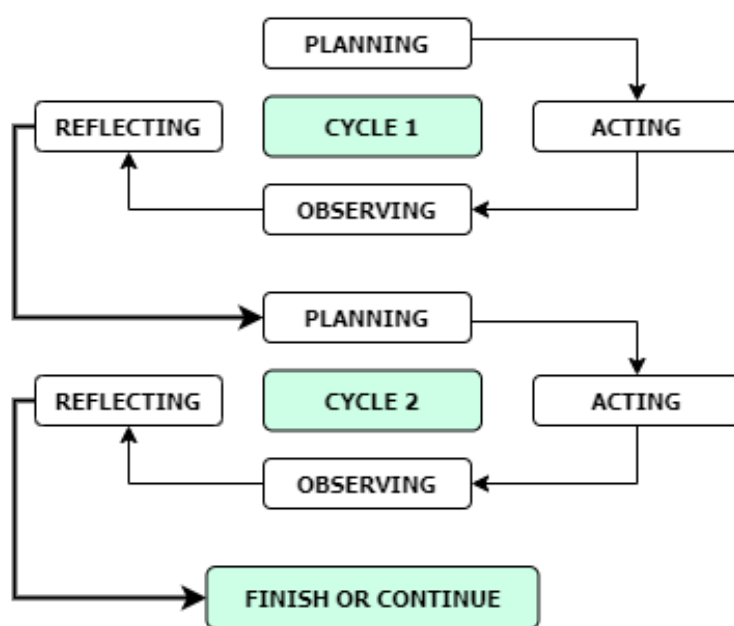 PLANNING
REFLECTING
CYCLE 1
ACTING
OBSERVING
PLANNING
REFLECTING
CYCLE 2
ACTING
OBSERVING
FINISH OR CONTINUE